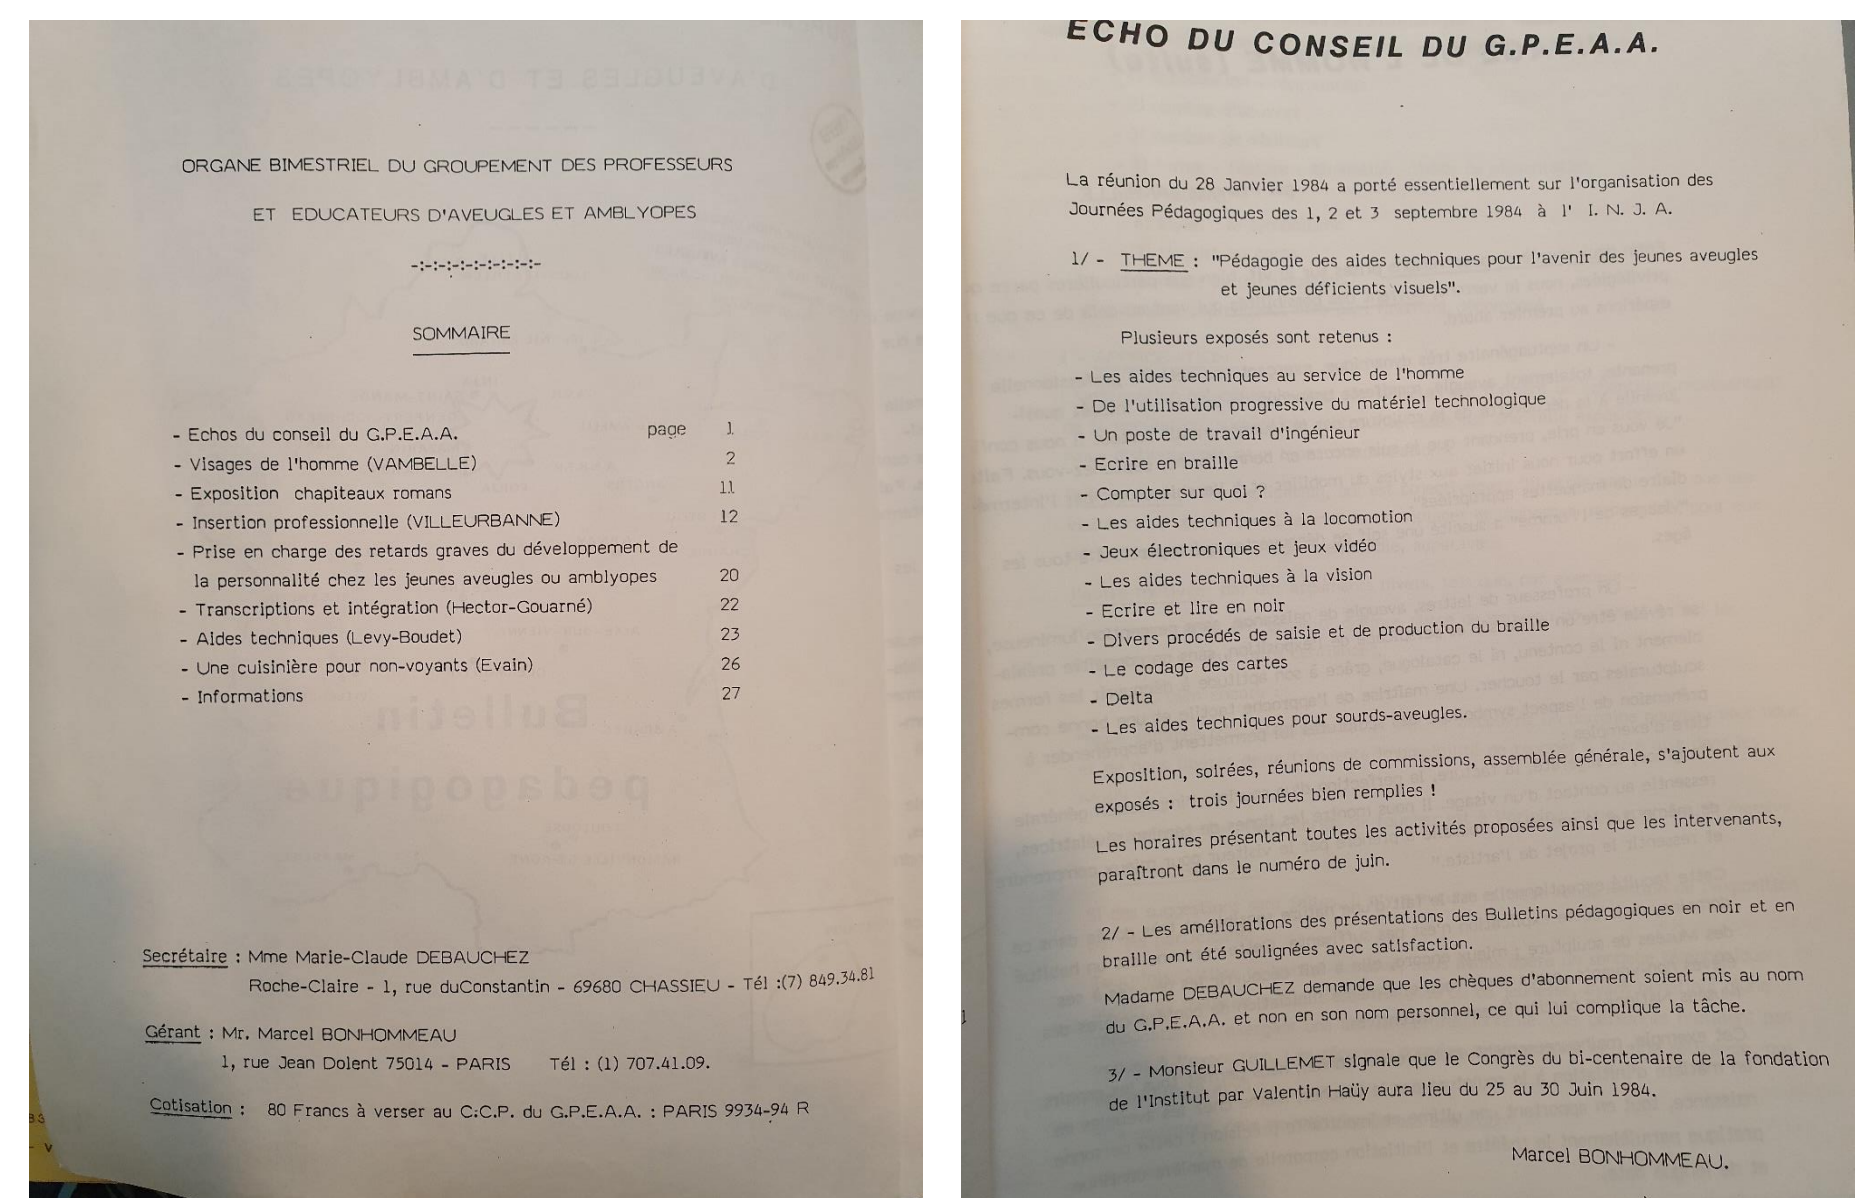 ORGANE BIMESTRIEL DU GROUPEMENT DES PROFESSEURS
ET EDUCATEURS D'AVEUGLES ET AMBLYOPES
-:-:-:-:-:-:-:-:-:-
SOMMAIRE
- Echos du conseil du G.P.E.A.A. page 1
- Visages de l'homme (VAMBELLE) 2
- Exposition chapiteaux romans 11
- Insertion professionnelle (VILLEURBANNE) 12
- Prise en charge des retards graves du développement de
la personnalité chez les jeunes aveugles ou amblyopes 20
- Transcriptions et intégration (Hector-Gouarné) 22
- Aides techniques (Levy-Boudet) 23
- Une cuisinière pour non-voyants (Evain) 26
- Informations 27
Bulletin
pédagogique
Secrétaire : Mme Marie-Claude DEBAUCHEZ
Roche-Claire - 1, rue duConstantin - 69680 CHASSIEU - Tél :(7) 849.34.81
Gérant : Mr. Marcel BONHOMMEAU
1, rue Jean Dolent 75014 - PARIS Tél : (1) 707.41.09.
Cotisation : 80 Francs à verser au C.C.P. du G.P.E.A.A. : PARIS 9934-94 R
ECHO DU CONSEIL DU G.P.E.A.A.
La réunion du 28 Janvier 1984 a porté essentiellement sur l'organisation des
Journées Pédagogiques des 1, 2 et 3 septembre 1984 à l' I. N. J. A.
1/ - THEME : "Pédagogie des aides techniques pour l'avenir des jeunes aveugles
et jeunes déficients visuels".
Plusieurs exposés sont retenus :
- Les aides techniques au service de l'homme
- De l'utilisation progressive du matériel technologique
- Un poste de travail d'ingénieur
- Ecrire en braille
- Compter sur quoi ?
- Les aides techniques à la locomotion
- Jeux électroniques et jeux vidéo
- Les aides techniques à la vision
- Ecrire et lire en noir
- Divers procédés de saisie et de production du braille
- Le codage des cartes
- Delta
- Les aides techniques pour sourds-aveugles.
Exposition, soirées, réunions de commissions, assemblée générale, s'ajoutent aux
exposés : trois journées bien remplies !
Les horaires présentant toutes les activités proposées ainsi que les intervenants,
paraîtront dans le numéro de juin.
2/ - Les améliorations des présentations des Bulletins pédagogiques en noir et en
braille ont été soulignées avec satisfaction.
Madame DEBAUCHEZ demande que les chèques d'abonnement soient mis au nom
du G.P.E.A.A. et non en son nom personnel, ce qui lui complique la tâche.
3/ - Monsieur GUILLEMET signale que le Congrès du bi-centenaire de la fondation
de l'Institut par Valentin Haüy aura lieu du 25 au 30 Juin 1984.
Marcel BONHOMMEAU.